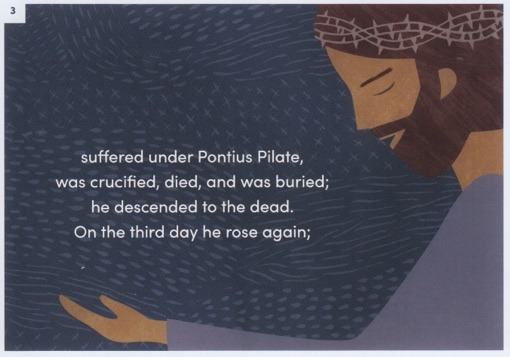 3
suffered under Pontius Pilate,
was crucified, died, and was buried;
he descended to the dead.
On the third day he rose again;